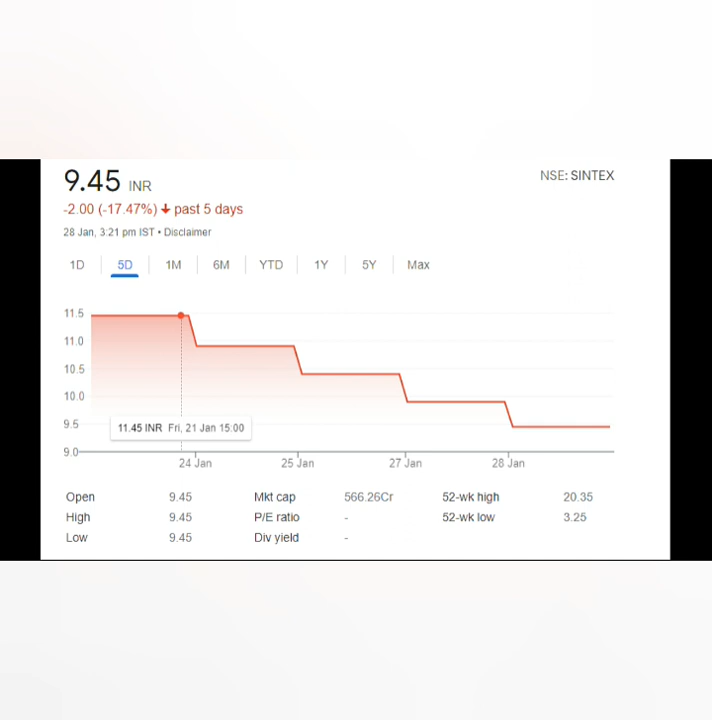 9.45 INR
NSE: SINTEX
-2.00 (-17.47%) ↓ past 5 days
28 Jan, 3:21 pm IST • Disclaimer
1D 5D 1M 6M YTD 1Y 5Y Max
11.5
11.0
10.5
10.0
9.5
11.45 INR Fri, 21 Jan 15:00
9.0
24 Jan 25 Jan 27 Jan 28 Jan
Open 9.45 Mkt cap 566.26Cr 52-wk high 20.35
High 9.45 P/E ratio - 52-wk low 3.25
Low 9.45 Div yield -